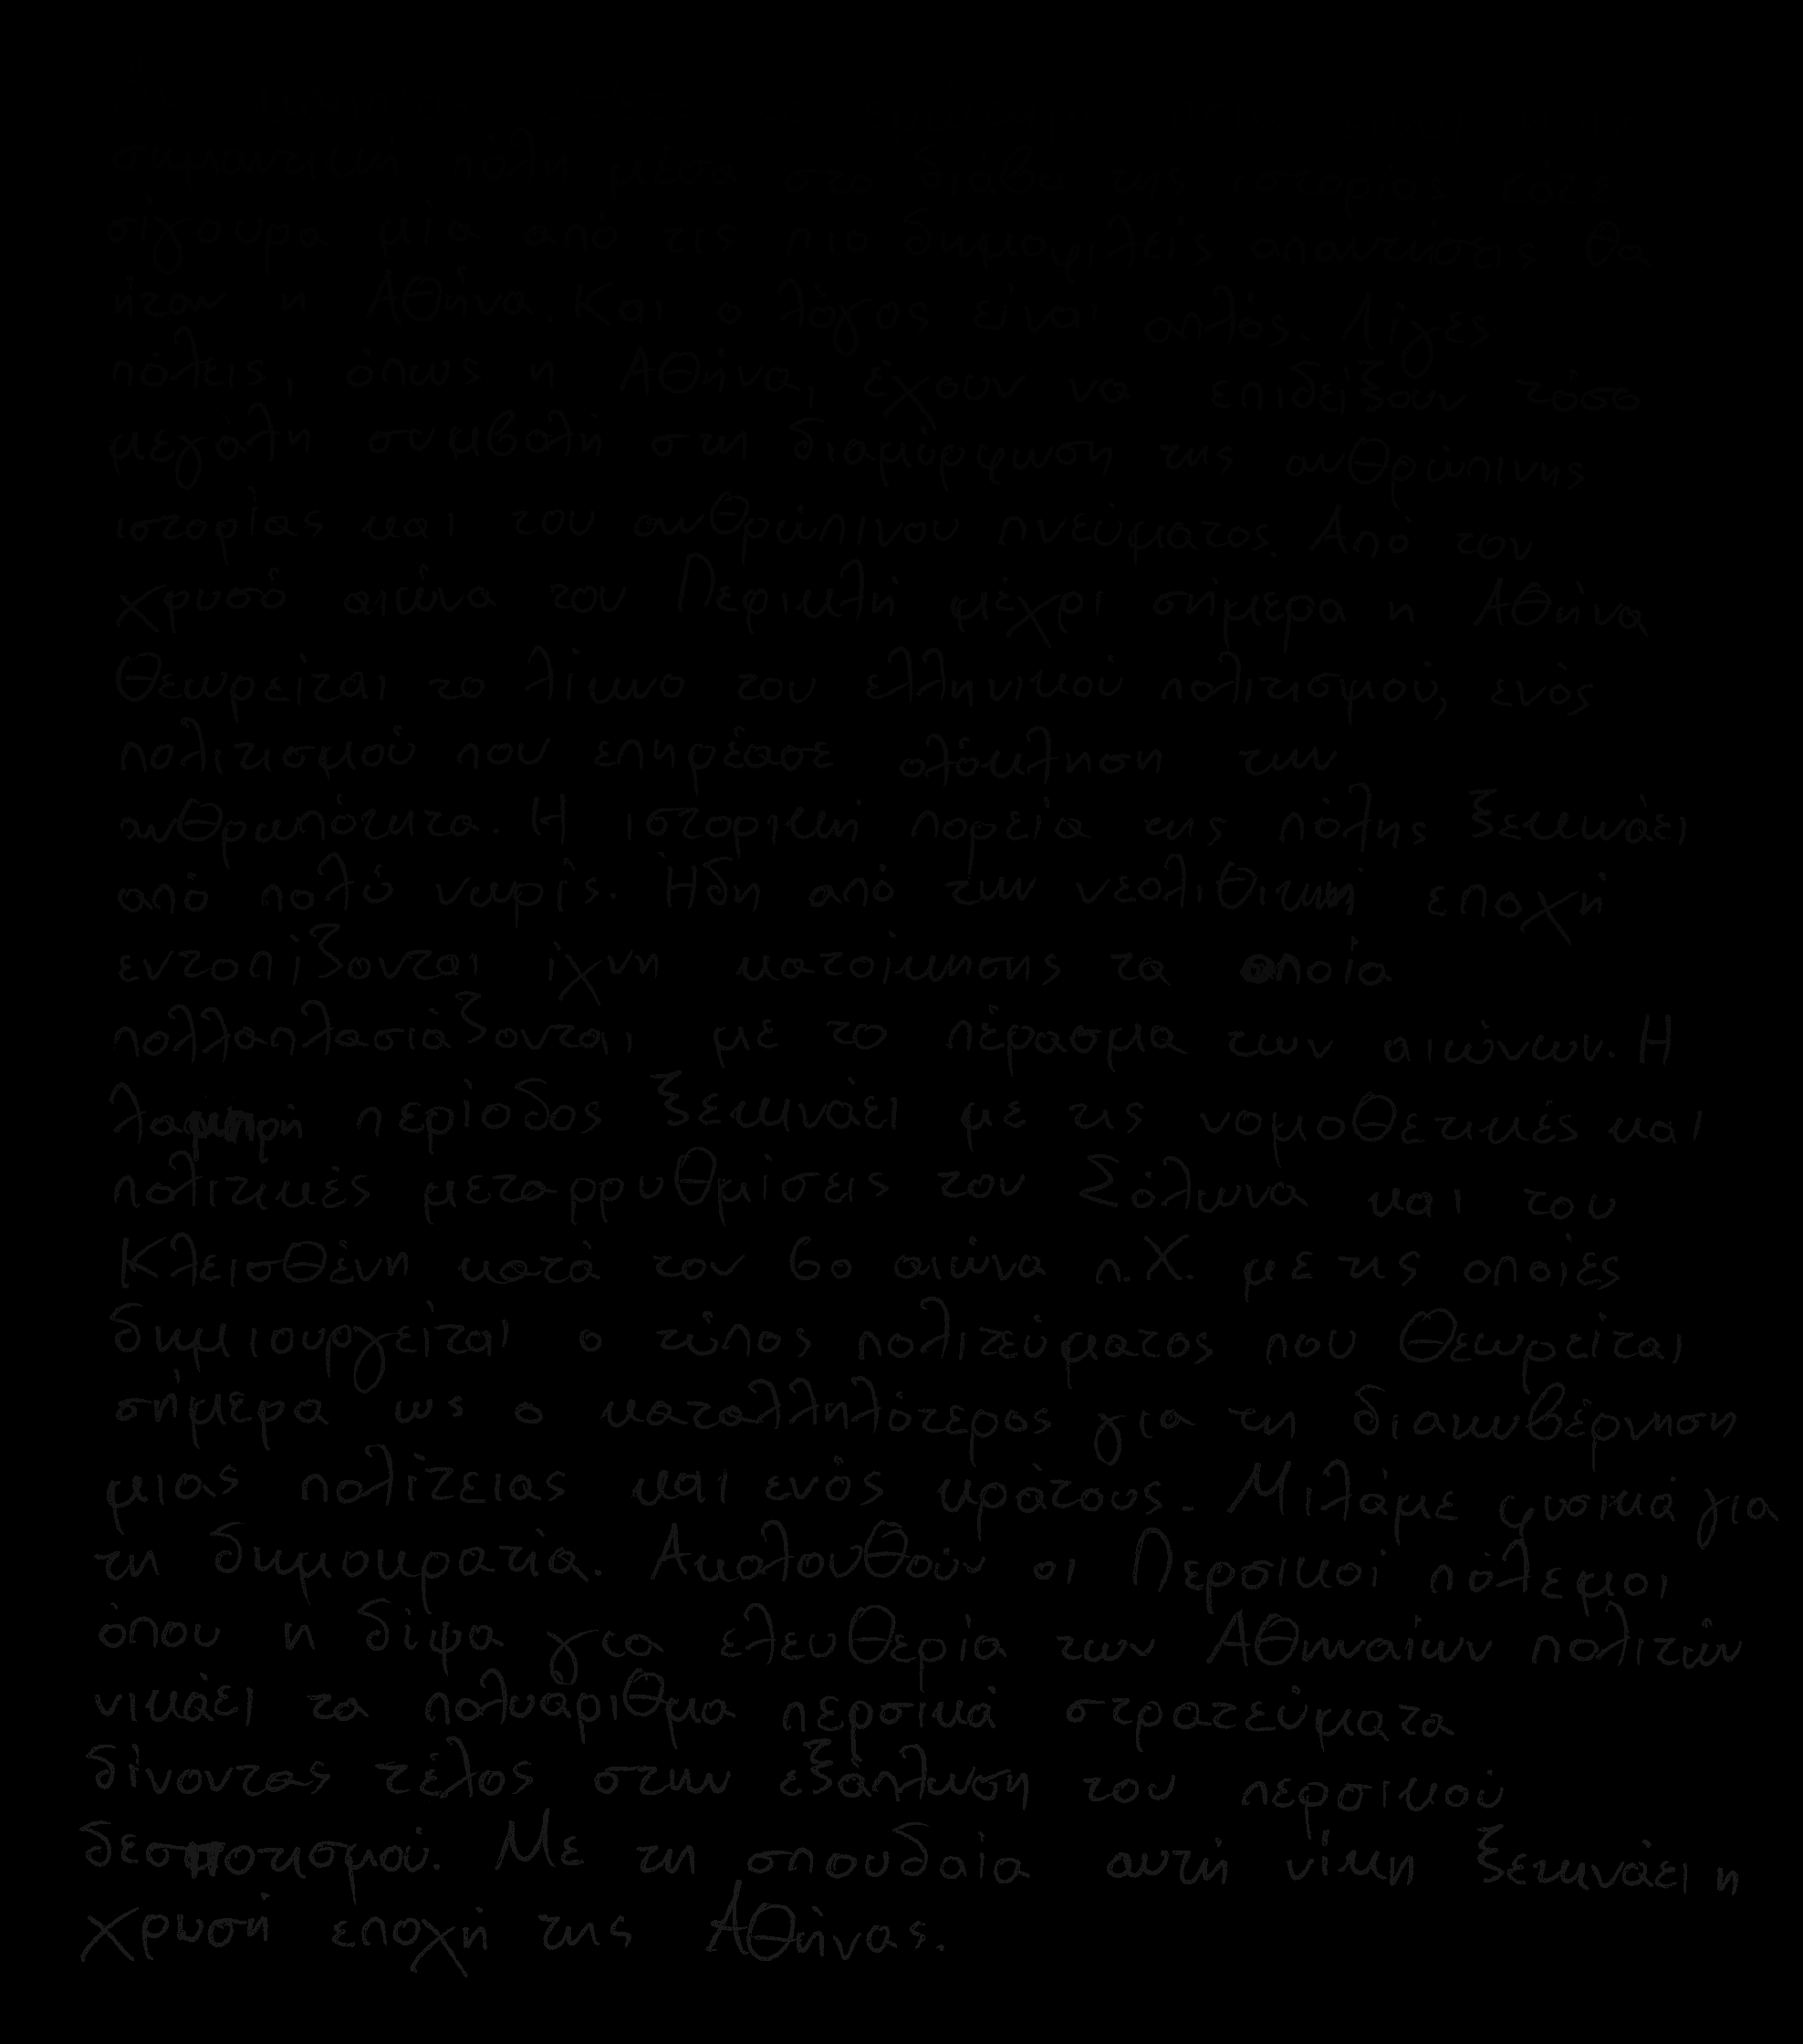 σημαντική πόλη μέσα στο διάβα της ιστορίας τότε
σίγουρα μία από τις πιο δημοφιλείς απαντήσεις θα
ήταν η Αθήνα. Και ο λόγος είναι απλός. Λίγες
πόλεις, όπως η Αθήνα, έχουν να επιδείξουν τόσο
μεγάλη συμβολή στη διαμόρφωση της ανθρώπινης
ιστορίας και του ανθρώπινου πνεύματος. Από τον
χρυσό αιώνα του Περικλή μέχρι σήμερα η Αθήνα
θεωρείται το λίκνο του ελληνικού πολιτισμού, ενός
πολιτισμού που επηρέασε ολόκληση την
ανθρωπότητα. Η ιστορική πορεία της πόλης ξεκινάει
από πολύ νωρίς. Ήδη από την νεολιθική εποχή
εντοπίζονται ίχνη κατοίκησης τα οποία
πολλαπλασιάζονται με το πέρασμα των αιώνων. Η
λαμπρή περίοδος ξεκινάει με τις νομοθετικές και
πολιτικές μεταρρυθμίσεις του Σόλωνα και του
Κλεισθένη κατά τον 6ο αιώνα π.Χ. με τις οποίες
δημιουργείται ο τύπος πολιτεύματος που θεωρείται
σήμερα ως ο καταλληλότερος για τη διακυβέρνηση
μιας πολίτειας και ενός κράτους. Μιλάμε φυσικά για
τη δημοκρατία. Ακολουθούν οι Περσικοί πόλεμοι
όπου η δίψα για ελευθερία των Αθηναίων πολιτών
νικάει τα πολυάριθμα περσικά στρατεύματα
δίνοντας τέλος στην εξάπλωση του περσικού
δεσποτισμού. Με τη σπουδαία αυτή νίκη ξεκινάει η
χρυσή εποχή της Αθήνας.